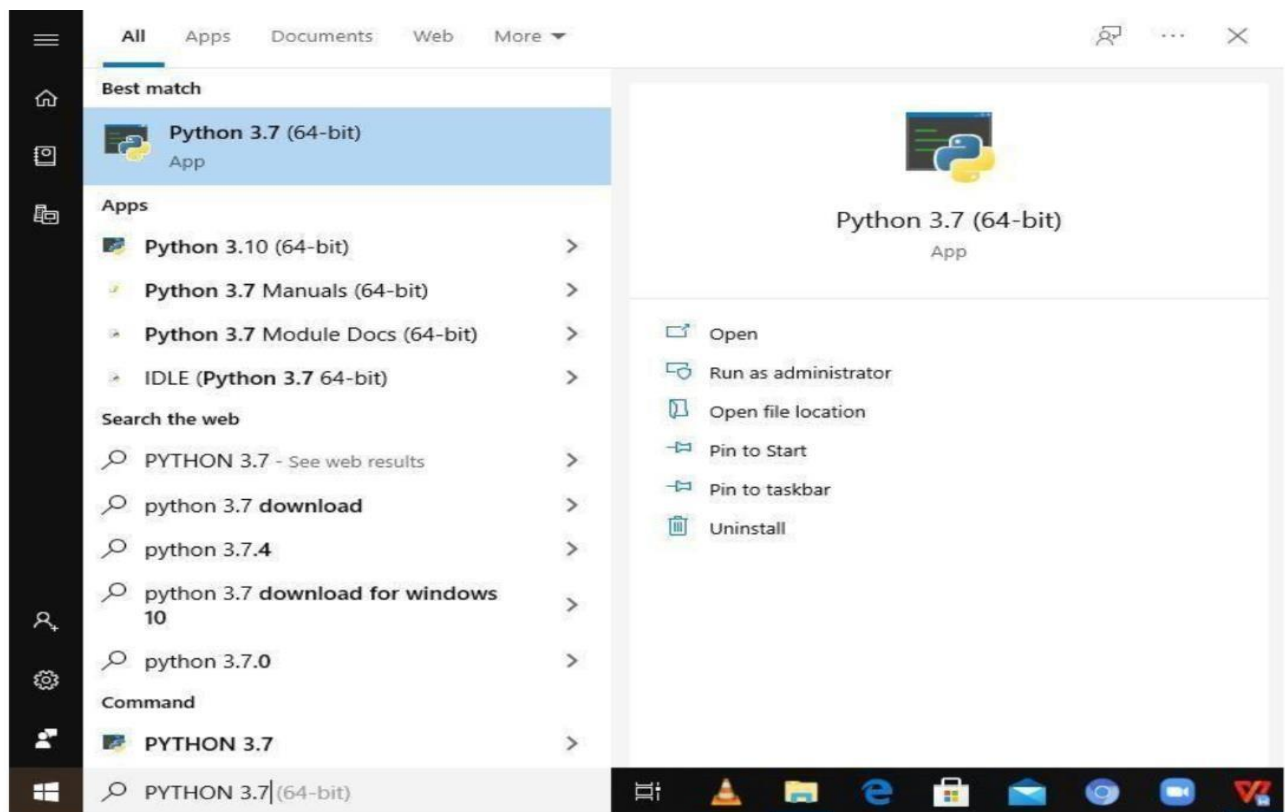 All Apps Documents Web More
Best match
Python 3.7 (64-bit)
App
Apps
Python 3.10 (64-bit)
Python 3.7 Manuals (64-bit)
Python 3.7 Module Docs (64-bit)
IDLE (Python 3.7 64-bit)
Search the web
PYTHON 3.7 - See web results
python 3.7 download
python 3.7.4
python 3.7 download for windows
10
python 3.7.0
Command
PYTHON 3.7
PYTHON 3.7 (64-bit)
Python 3.7 (64-bit)
App
Open
Run as administrator
Open file location
Pin to Start
Pin to taskbar
Uninstall